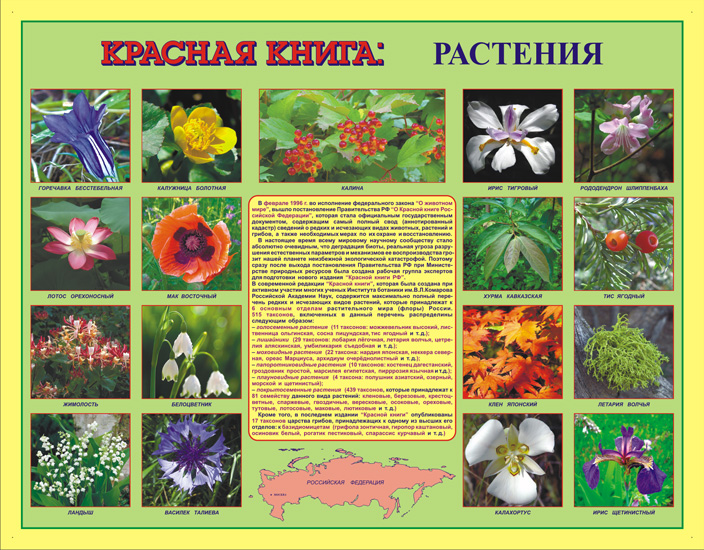 КРАСНАЯ КНИГА: РАСТЕНИЯ
ГОРЕЧАВКА БЕССТЕБЕЛЬНАЯ
КАЛУЖНИЦА БОЛОТНАЯ
КАЛИНА
ИРИС ТИГРОВЫЙ
РОДОДЕНДРОН ШЛИППЕНБАХА
ЛОТОС ОРЕХОНОСНЫЙ
МАК ВОСТОЧНЫЙ
ХУРМА КАВКАЗСКАЯ
ТИС ЯГОДНЫЙ
ЖИМОЛОСТЬ
БЕЛОЦВЕТНИК
КЛЕН ЯПОНСКИЙ
ЛЕТАРИЯ ВОЛЧЬЯ
ЛАНДЫШ
ВАСИЛЕК ТАЛИЕВА
КАЛАХОРТУС
ИРИС ЩЕТИНИСТЫЙ
В феврале 1996 г. во исполнение федерального закона "О животном
мире", вышло постановление Правительства РФ "О Красной книге Рос-
сийской Федерации", которая стала официальным государственным
документом, содержащим самый полный свод (аннотированный
кадастр) сведений о редких и исчезающих видах животных, растений и
грибов, а также необходимых мерах по их охране и восстановлению.
В настоящее время всему мировому научному сообществу стало
абсолютно очевидным, что деградация биоты, реальная угроза разру-
шения естественных параметров и механизмов ее воспроизводства гро-
зит нашей планете неизбежной экологической катастрофой. Поэтому
сразу после выхода постановления Правительства РФ при Министе-
рстве природных ресурсов была создана рабочая группа экспертов
для подготовки нового издания "Красной книги РФ".
В современной редакции "Красной книги", которая была создана при
активном участии многих ученых Института ботаники им.В.Л.Комарова
Российской Академии Наук, содержится максимально полный пере-
чень редких и исчезающих видов растений, которые принадлежат к
6 основным отделам растительного мира (флоры) России.
515 таксонов, включенных в данный перечень распределены
следующим образом:
– голосеменные растения (11 таксонов: можжевельник высокий, лис-
твенница ольгинская, сосна пицундская, тис ягодный и т.д.);
– лишайники (29 таксонов: лобария лёгочная, летария волчья, цетре-
лия аляскинская, умбиликария съедобная и т.д.);
– моховидные растения (22 таксона: нардия японская, неккера север-
ная, ореас Марциуса, архидиум очерёднолистный и т.д.);
– папоротниковидные растения (10 таксонов: костенец дагестанский,
гроздовник простой, марсилея египетская, пиррозия язычная и т.д.);
– плауновидные растения (4 таксона: полушник азиатский, озерный,
морской и щетинистый);
– покрытосеменные растения (439 таксонов, которые принадлежат к
81 семейству данного вида растений: кленовые, березовые, крестоц-
ветные, спаржевые, гвоздичные, вересковые, осоковые, ореховые,
тутовые, лотосовые, маковые, лютиковые и т.д.)
Кроме того, в последнем издании "Красной книги" опубликованы
17 таксонов царства грибов, принадлежащих к одному из высших его
отделов: к базидиомицетам (грифола зонтичная, гиропор каштановый,
осиновик белый, рогатик пестиковый, спарассис курчавый и т.д.)
РОССИЙСКАЯ ФЕДЕРАЦИЯ
МОСКВА